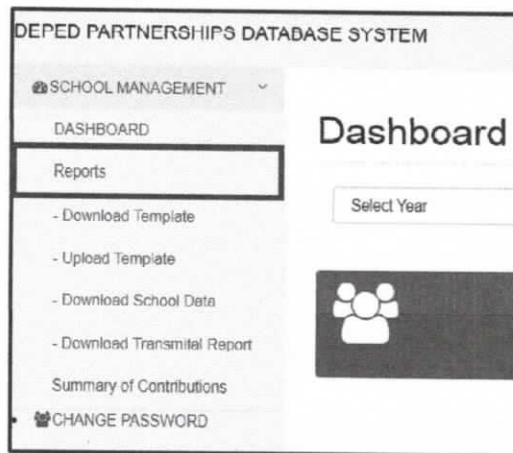 DEPED PARTNERSHIPS DATABASE SYSTEM
SCHOOL MANAGEMENT
DASHBOARD
Reports
- Download Template
- Upload Template
- Download School Data
- Download Transmital Report
Summary of Contributions
CHANGE PASSWORD
Dashboard
Select Year